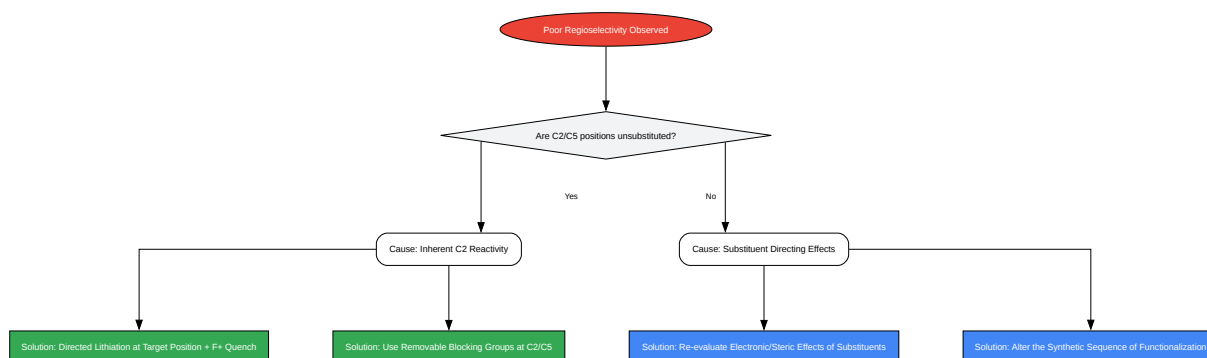 Poor Regioselectivity Observed
Are C2/C5 positions unsubstituted?
Yes
No
Cause: Inherent C2 Reactivity
Cause: Substituent Directing Effects
Solution: Directed Lithiation at Target Position + F+ Quench
Solution: Use Removable Blocking Groups at C2/C5
Solution: Re-evaluate Electronic/Steric Effects of Substituents
Solution: Alter the Synthetic Sequence of Functionalization